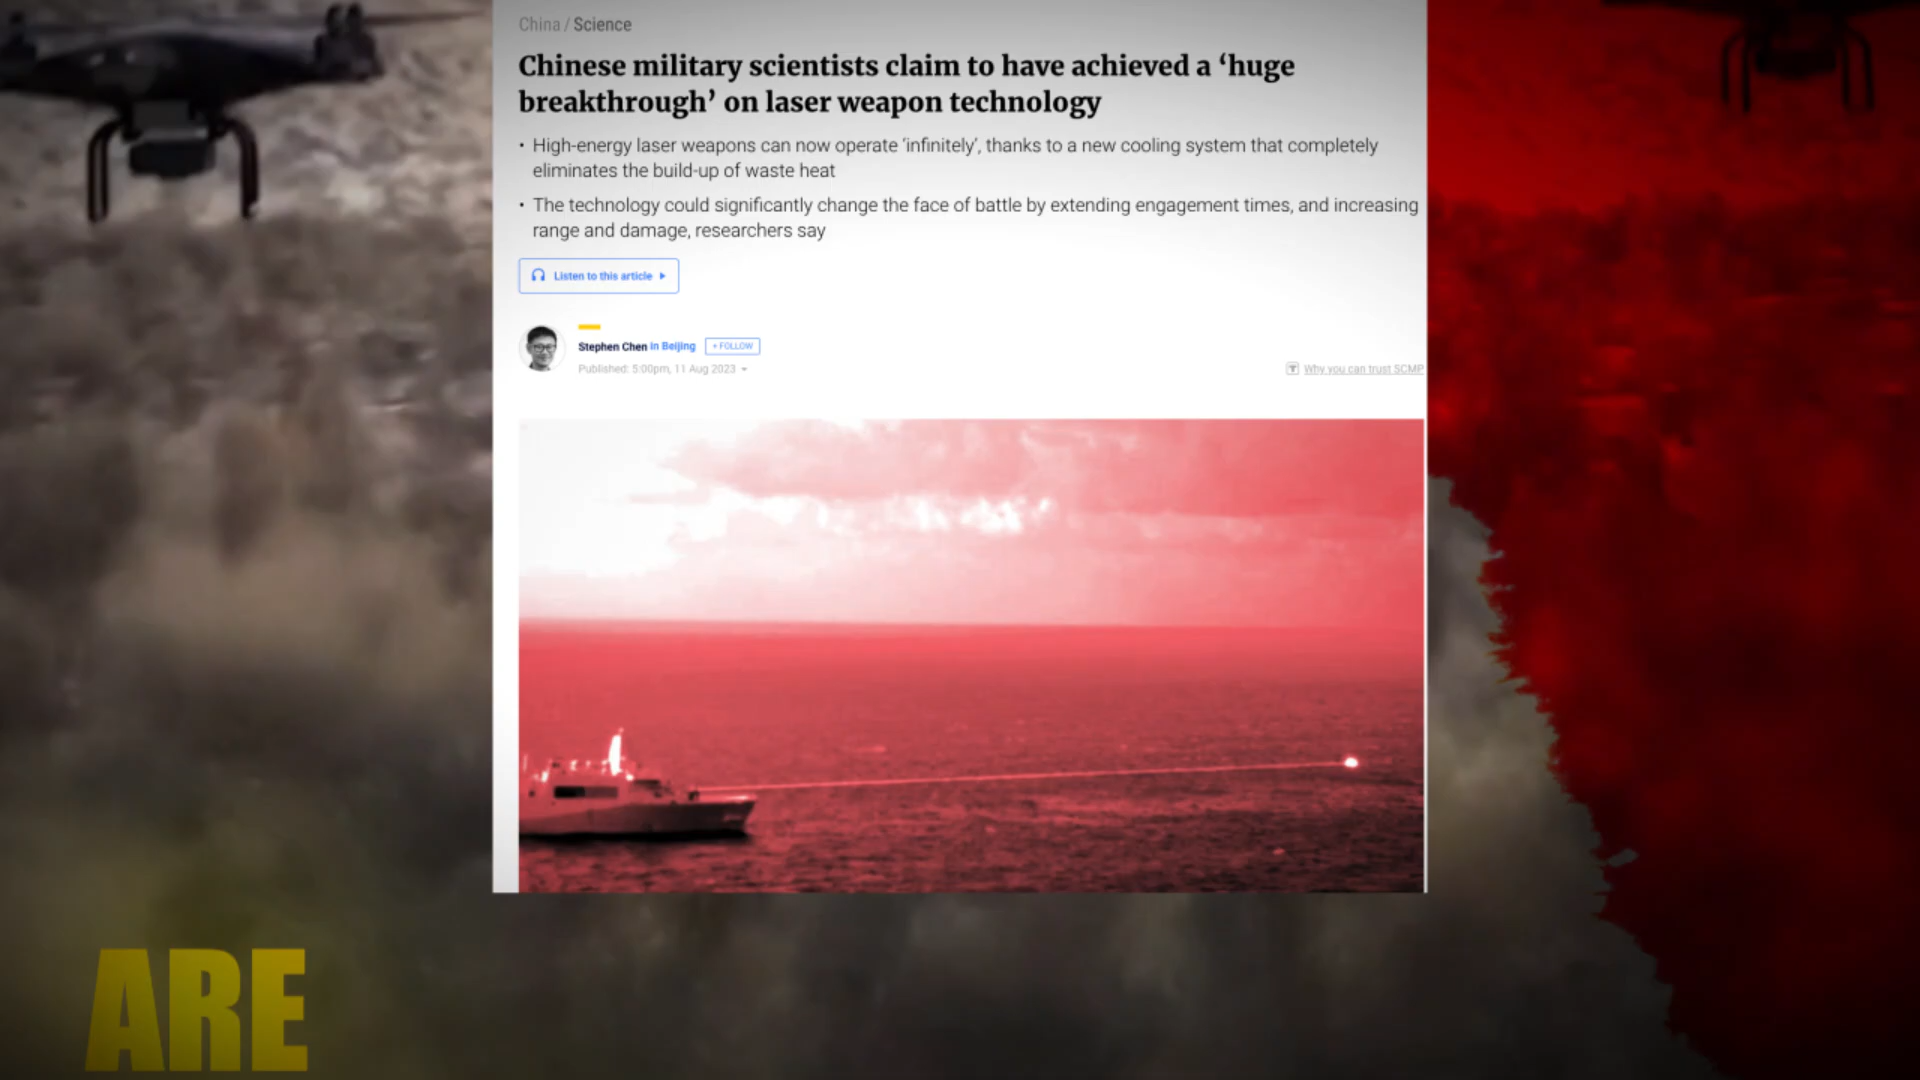 China / Science
Chinese military scientists claim to have achieved a ‘huge
breakthrough’ on laser weapon technology
• High-energy laser weapons can now operate ‘infinitely’, thanks to a new cooling system that completely
eliminates the build-up of waste heat
• The technology could significantly change the face of battle by extending engagement times, and increasing
range and damage, researchers say
Listen to this article
Stephen Chen in Beijing + FOLLOW
Published: 5:00pm, 11 Aug 2023
Why you can trust SCMP
ARE